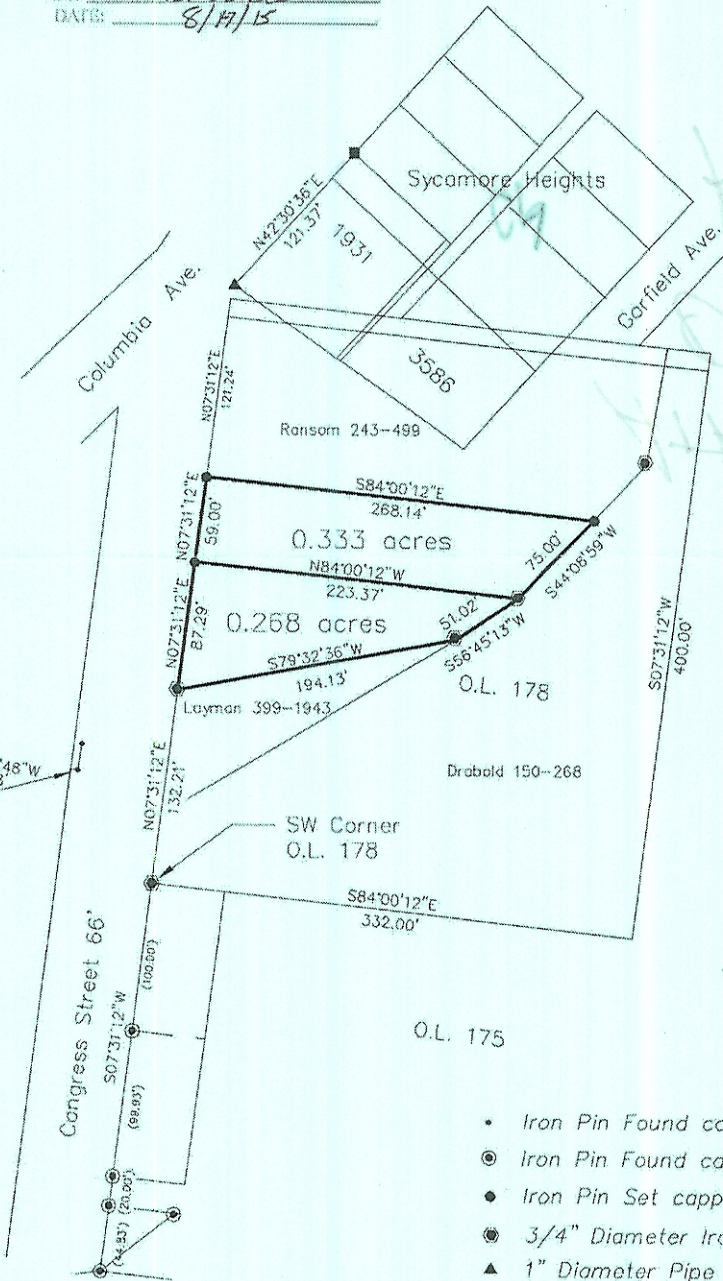 DATE: 8/17/15
Sycamore Heights
N42°30'36"E
121.37'
1931
Columbia Ave.
Garfield Ave.
3586
N07°31'12"E
121.24'
Ransom 243-499
S84°00'12"E
268.14'
N07°31'12"E
59.00'
0.333 acres
75.00'
S44°08'59"W
N84°00'12"W
223.37'
N07°31'12"E
87.29'
0.268 acres
51.02'
S56°45'13"W
S79°32'36"W
194.13'
O.L. 178
S07°31'12"W
400.00'
Layman 399-1943
48"W
N07°31'12"E
132.21'
Drabold 150-268
SW Corner
O.L. 178
S84°00'12"E
332.00'
Congress Street 66'
S07°31'12"W
(100.00')
(99.93')
(20.00')
(44.83')
O.L. 175
Iron Pin Found ca
Iron Pin Found ca
Iron Pin Set capp
3/4" Diameter Iro
1" Diameter Pipe